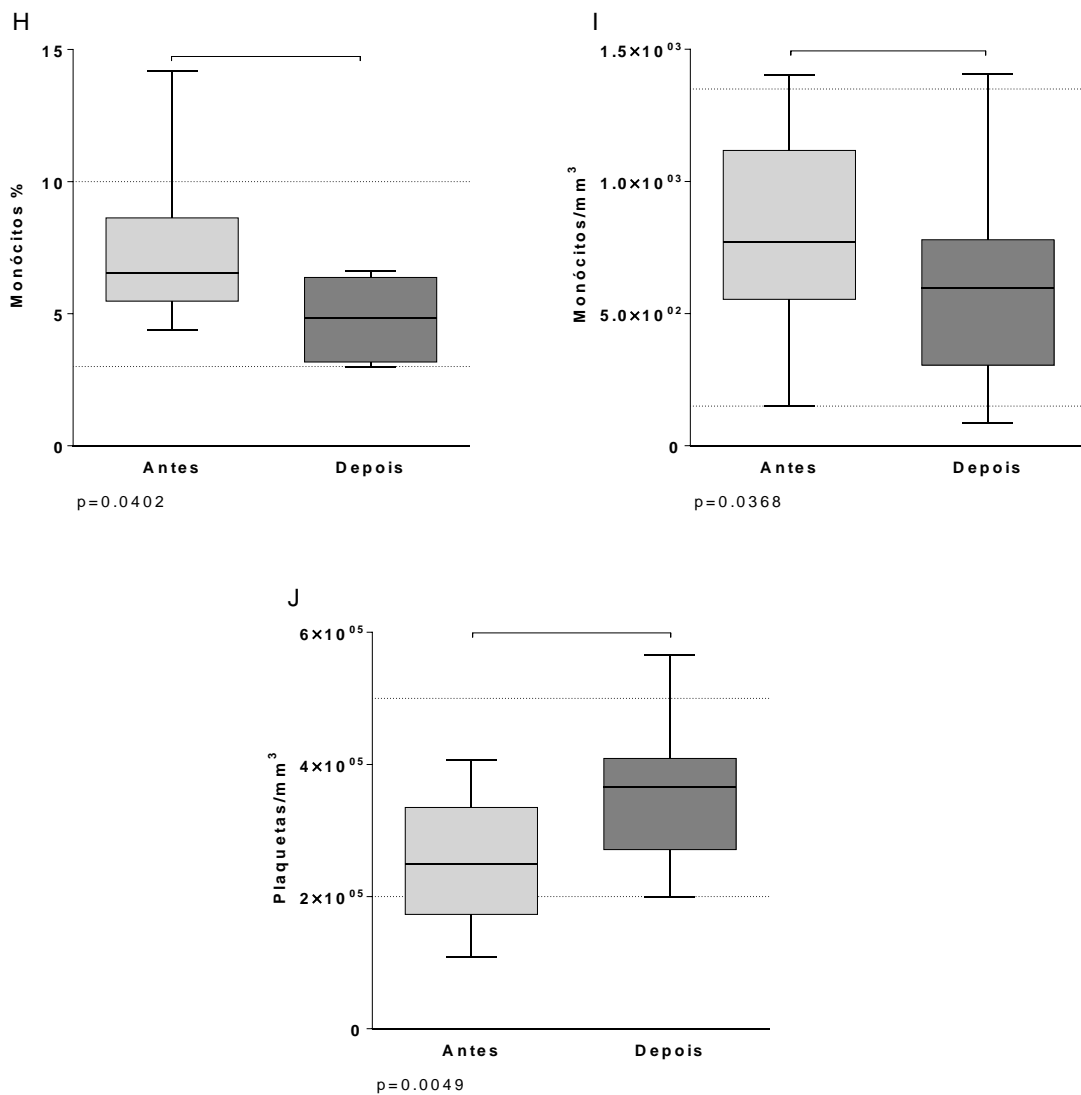 H
15
10
5
0
Monócitos %
Antes
Depois
p=0.0402
I
1.5×10⁰³
1.0×10⁰³
5.0×10⁰²
0
Monócitos/mm³
Antes
Depois
p=0.0368
J
6×10⁰⁵
4×10⁰⁵
2×10⁰⁵
0
Plaquetas/mm³
Antes
Depois
p=0.0049